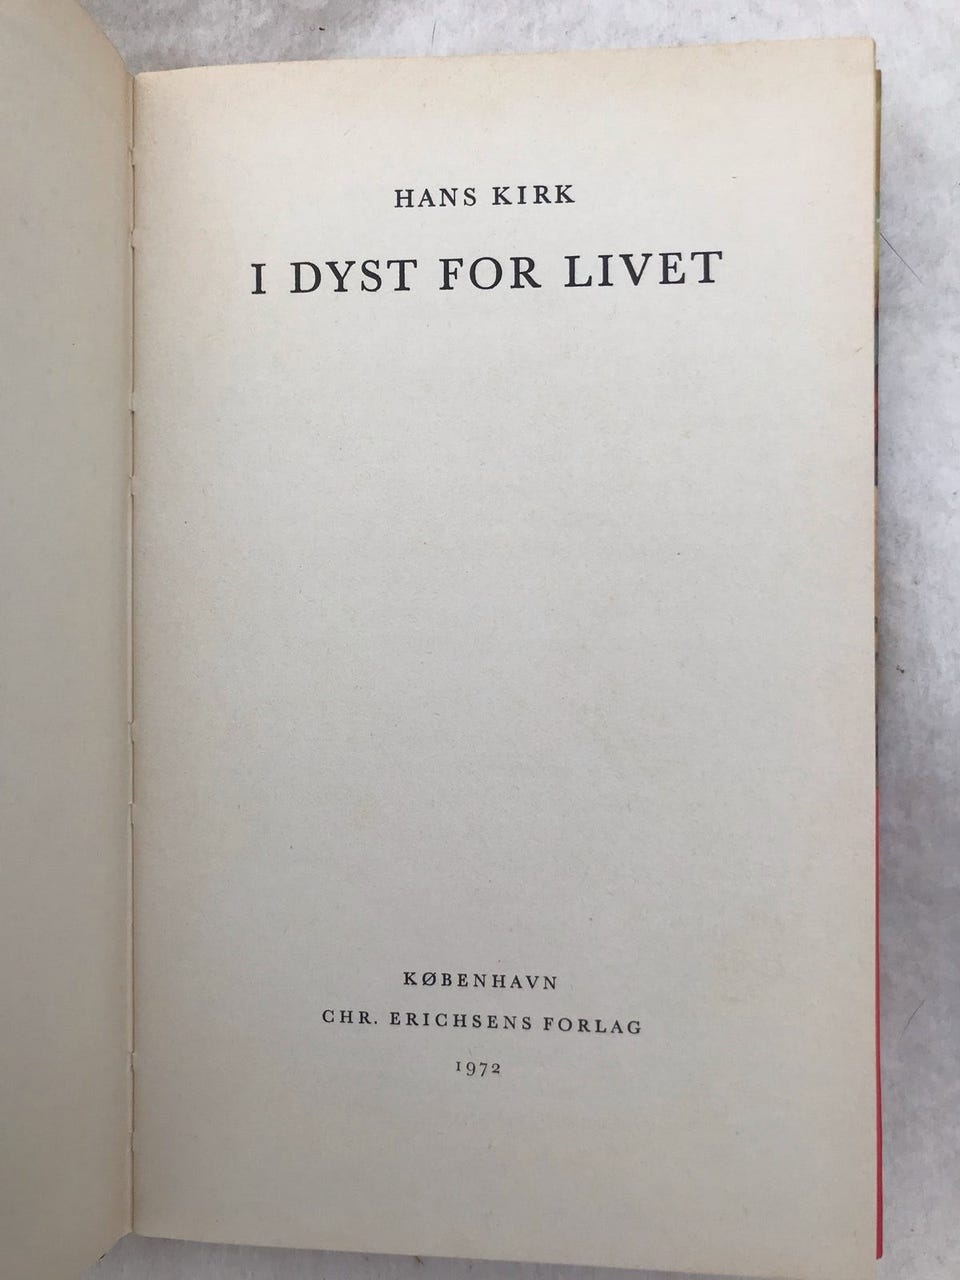 HANS KIRK
I DYST FOR LIVET
KØBENHAVN
CHR. ERICHSENS FORLAG
1972